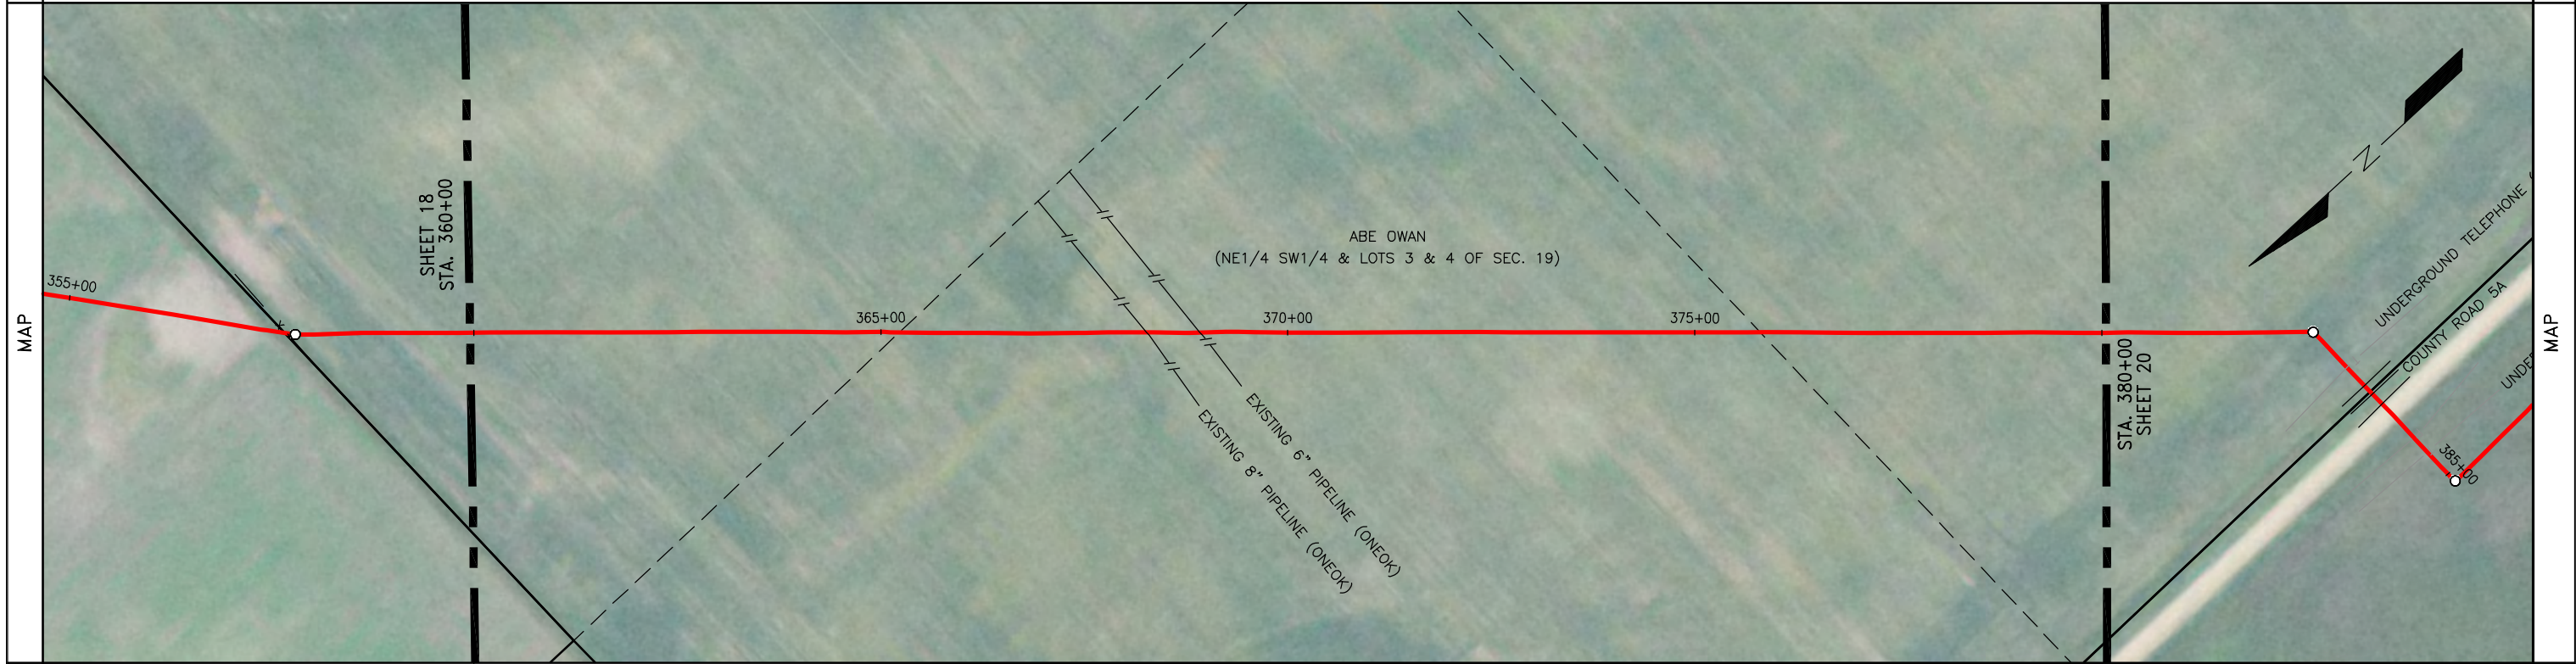 MAP
355+00
SHEET 18
STA. 360+00
365+00
370+00
375+00
ABE OWAN
(NE1/4 SW1/4 & LOTS 3 & 4 OF SEC. 19)
EXISTING 6" PIPELINE (ONEOK)
EXISTING 8" PIPELINE (ONEOK)
STA. 380+00
SHEET 20
N
UNDERGROUND TELEPHONE (
COUNTY ROAD 5A
UNDE
385+00
MAP